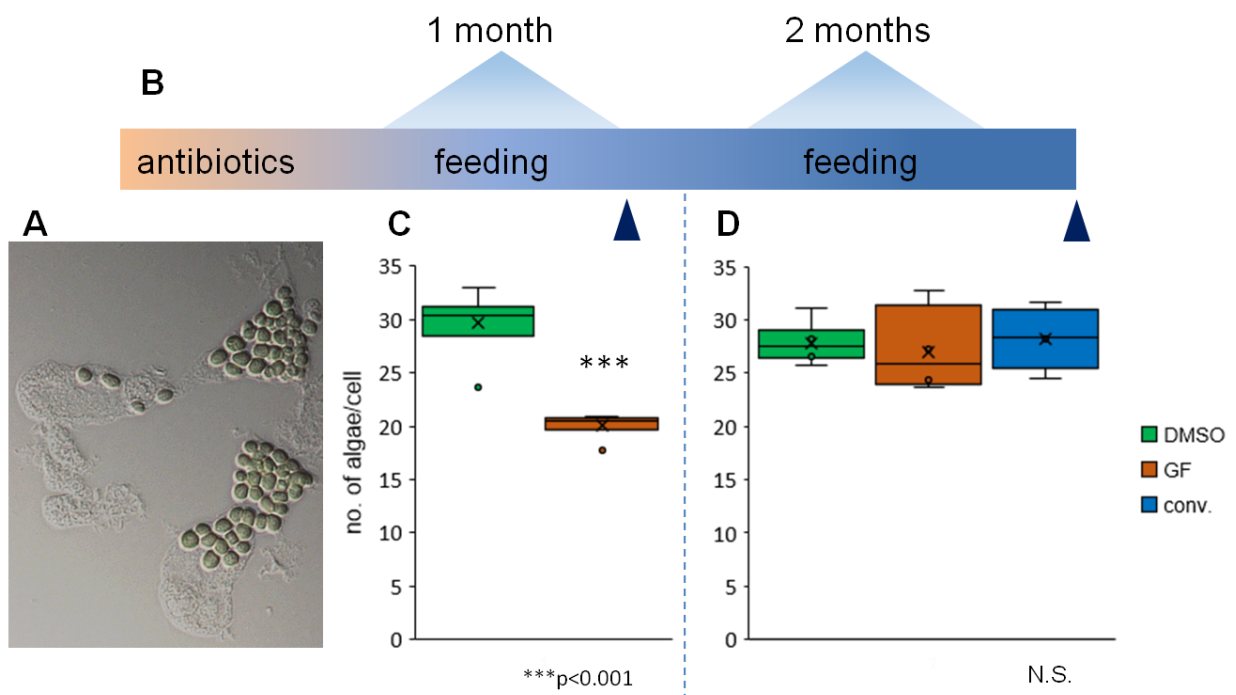 1 month
2 months
B
antibiotics
feeding
feeding
A
C
D
35
30
25
20
15
10
5
0
no. of algae/cell
***
***p<0.001
35
30
25
20
15
10
5
0
N.S.
DMSO
GF
conv.